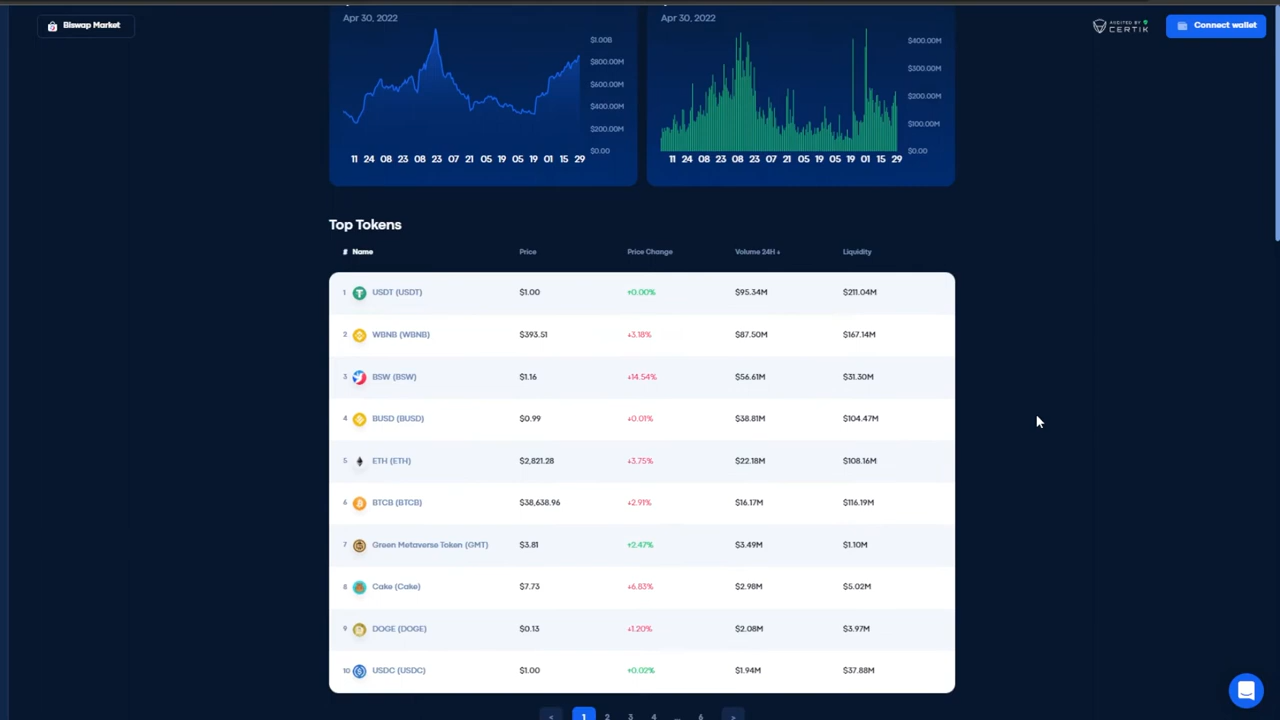 Biswap Market
Apr 30, 2022
$1.00B
$800.00M
$600.00M
$400.00M
$200.00M
$0.00
11 24 08 23 08 23 07 21 05 19 05 19 01 15 29
Apr 30, 2022
$400.00M
$300.00M
$200.00M
$100.00M
$0.00
11 24 08 23 08 23 07 21 05 19 05 19 01 15 29
AUDITED BY
CERTIK
Connect wallet
Top Tokens
# Name Price Price Change Volume 24H ↓ Liquidity
1 USDT (USDT) $1.00 ↑0.00% $95.34M $211.04M
2 WBNB (WBNB) $393.51 ↓3.18% $87.50M $167.14M
3 BSW (BSW) $1.16 ↓14.54% $56.61M $31.30M
4 BUSD (BUSD) $0.99 ↓0.01% $38.81M $104.47M
5 ETH (ETH) $2,821.28 ↓3.75% $22.18M $108.16M
6 BTCB (BTCB) $38,638.96 ↓2.91% $16.17M $116.19M
7 Green Metaverse Token (GMT) $3.81 ↑2.47% $3.49M $1.10M
8 Cake (Cake) $7.73 ↓6.83% $2.98M $5.02M
9 DOGE (DOGE) $0.13 ↓1.20% $2.08M $3.97M
10 USDC (USDC) $1.00 ↑0.02% $1.94M $37.88M
< 1 2 3 4 ... 6 >